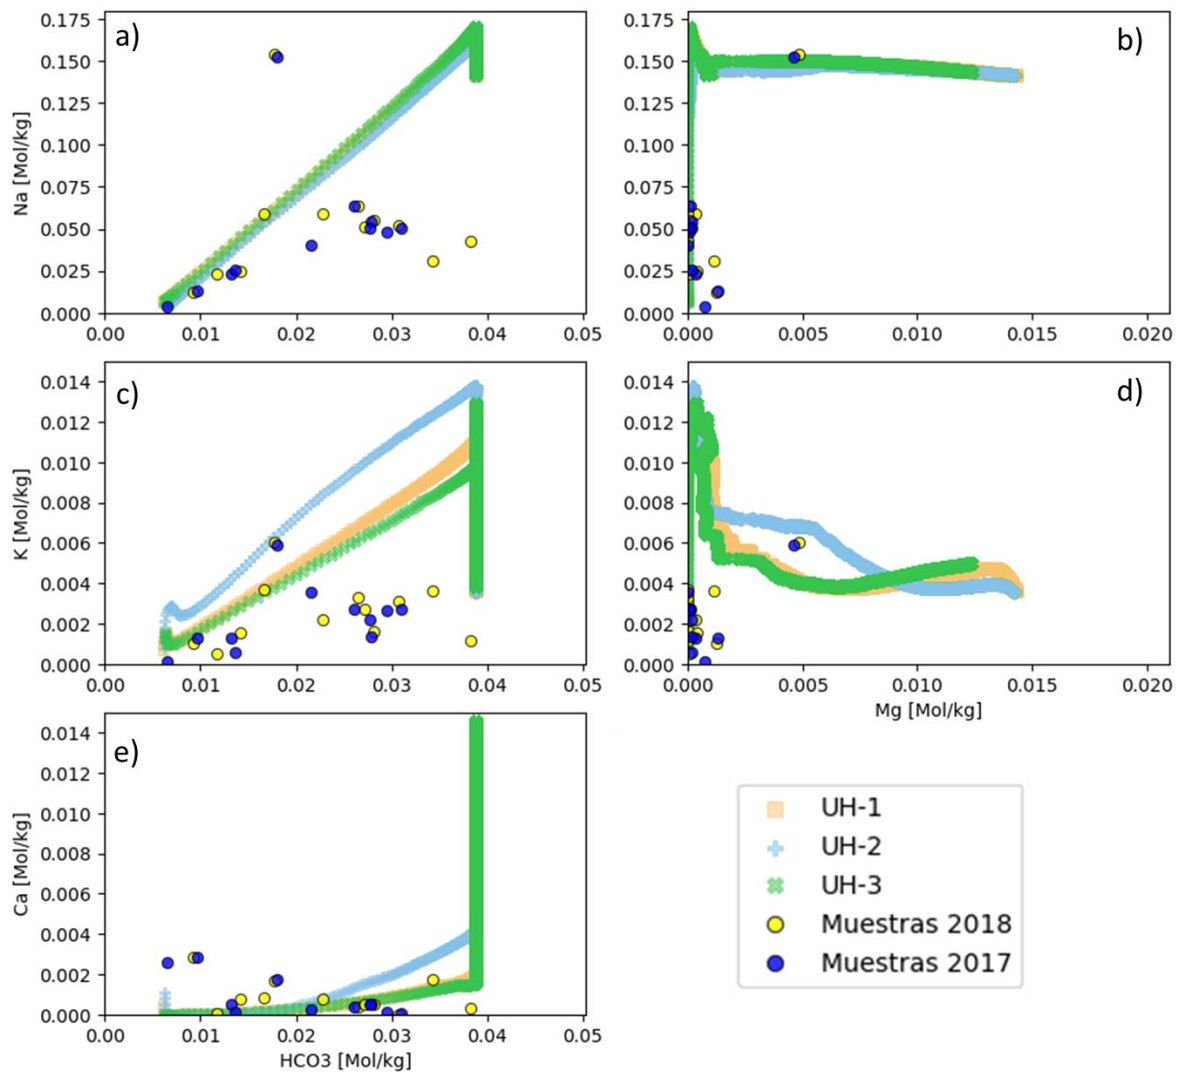 a)
0.175
0.150
0.125
0.100
0.075
0.050
0.025
0.000
Na [Mol/kg]
0.00 0.01 0.02 0.03 0.04 0.05
b)
0.175
0.150
0.125
0.100
0.075
0.050
0.025
0.000
0.000 0.005 0.010 0.015 0.020
c)
0.014
0.012
0.010
0.008
0.006
0.004
0.002
0.000
K [Mol/kg]
0.00 0.01 0.02 0.03 0.04 0.05
d)
0.014
0.012
0.010
0.008
0.006
0.004
0.002
0.000
0.000 0.005 0.010 0.015 0.020
Mg [Mol/kg]
e)
0.014
0.012
0.010
0.008
0.006
0.004
0.002
0.000
Ca [Mol/kg]
0.00 0.01 0.02 0.03 0.04 0.05
HCO3 [Mol/kg]
UH-1
UH-2
UH-3
Muestras 2018
Muestras 2017